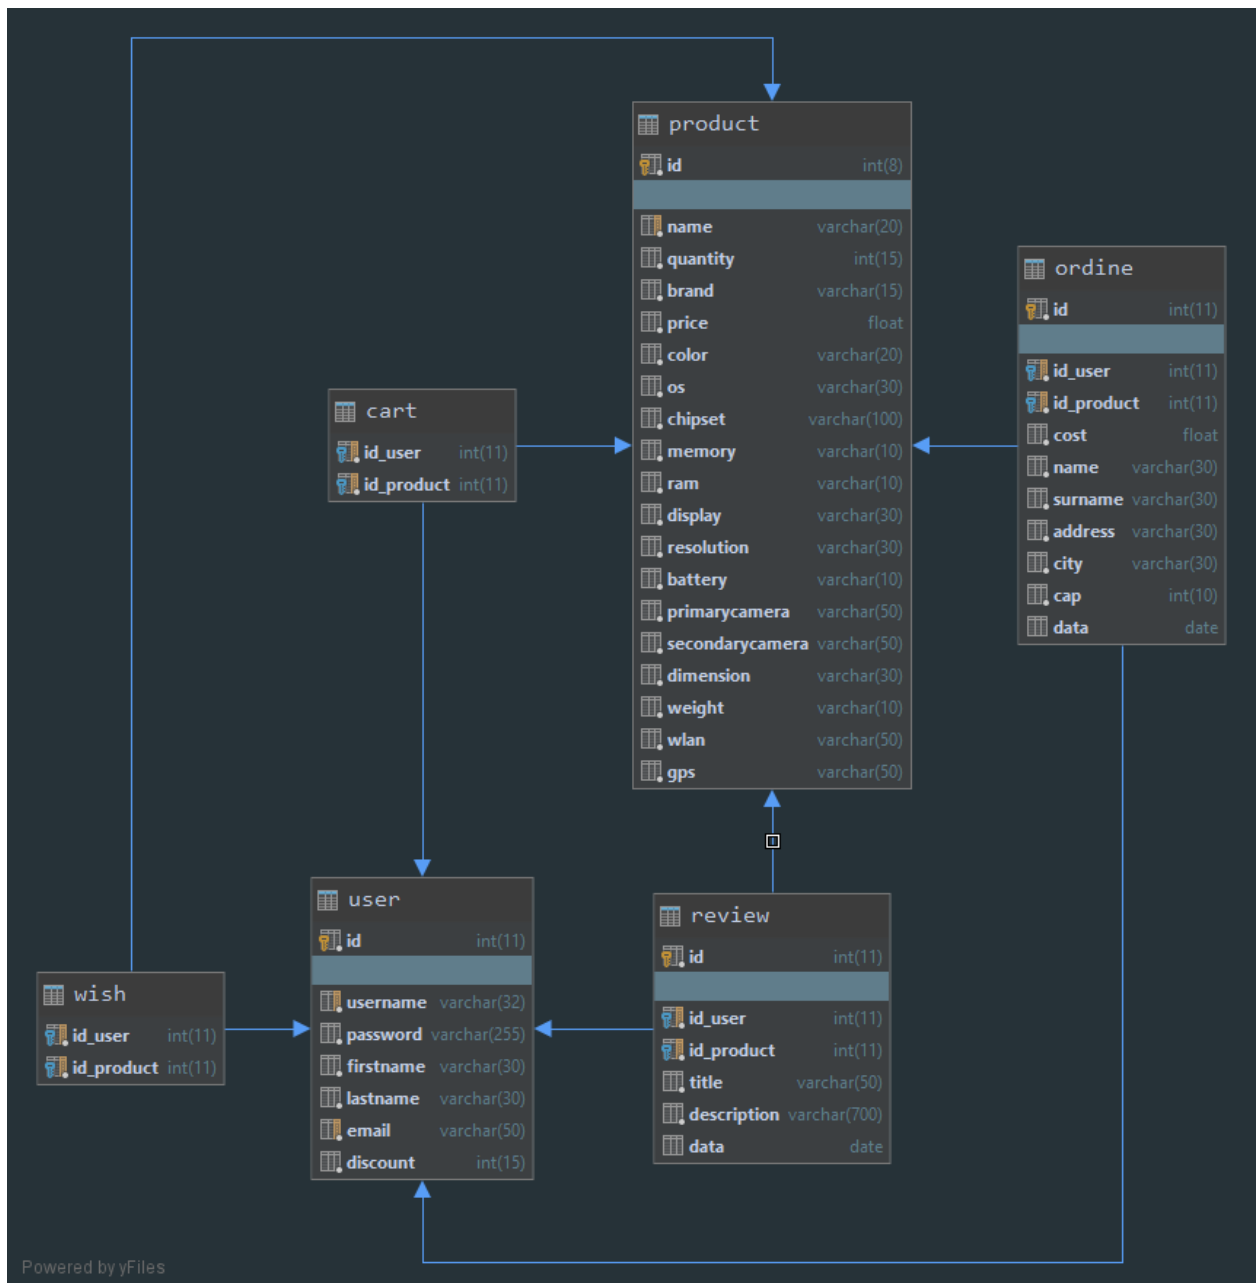 product
id int(8)
name varchar(20)
quantity int(15)
brand varchar(15)
price float
color varchar(20)
os varchar(30)
chipset varchar(100)
memory varchar(10)
ram varchar(10)
display varchar(30)
resolution varchar(30)
battery varchar(10)
primarycamera varchar(50)
secondarycamera varchar(50)
dimension varchar(30)
weight varchar(10)
wlan varchar(50)
gps varchar(50)
ordine
id int(11)
id_user int(11)
id_product int(11)
cost float
name varchar(30)
surname varchar(30)
address varchar(30)
city varchar(30)
cap int(10)
data date
cart
id_user int(11)
id_product int(11)
user
id int(11)
username varchar(32)
password varchar(255)
firstname varchar(30)
lastname varchar(30)
email varchar(50)
discount int(15)
review
id int(11)
id_user int(11)
id_product int(11)
title varchar(50)
description varchar(700)
data date
wish
id_user int(11)
id_product int(11)
Powered by yFiles